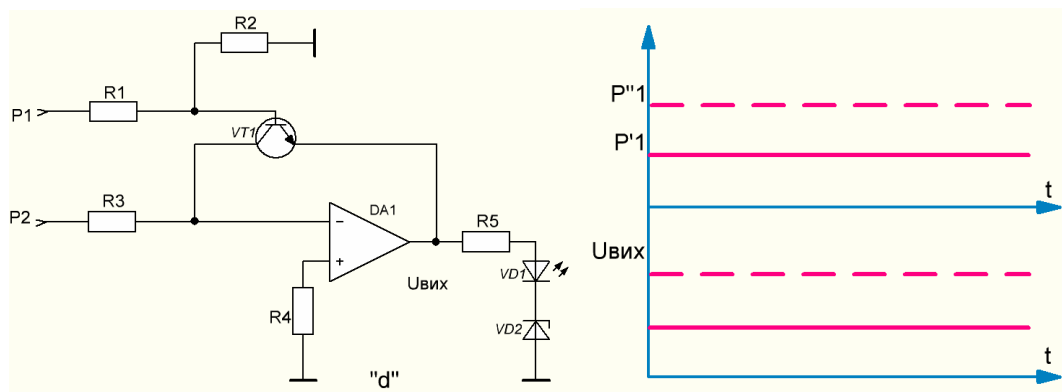 R2
P1
R1
VT1
P2
R3
DA1
−
+
R5
Uвих
VD1
R4
VD2
"d"
P"1
P'1
t
Uвих
t